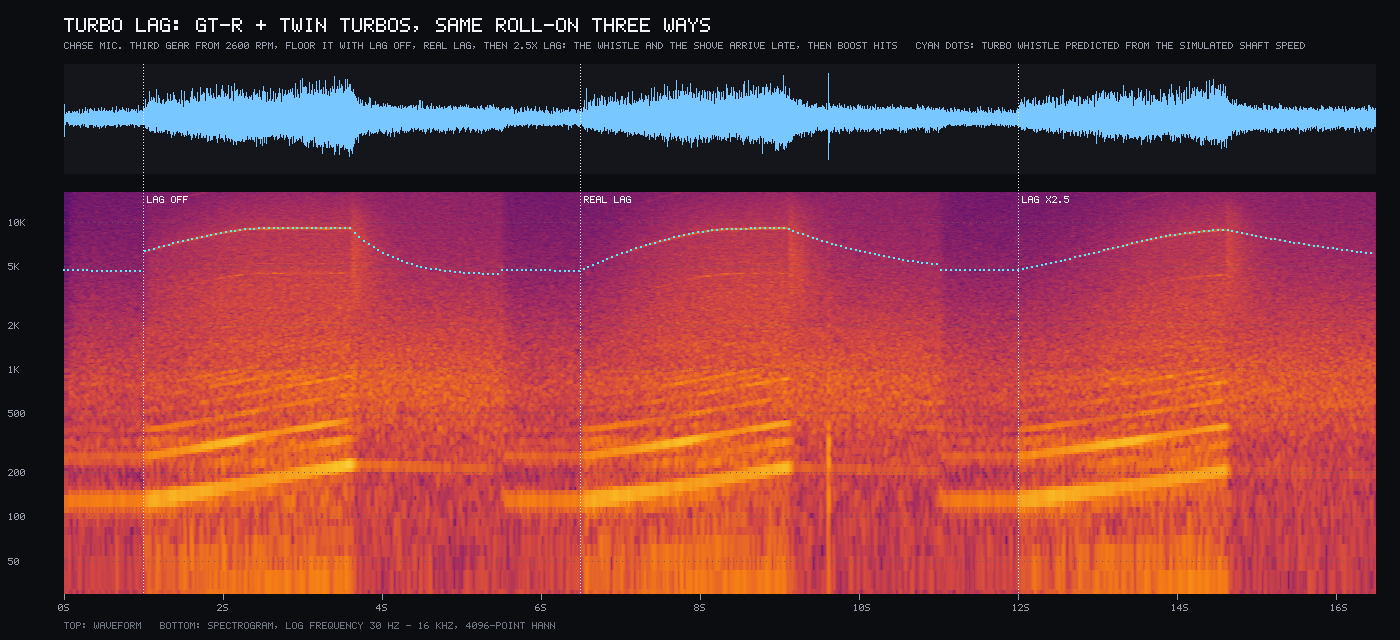 TURBO LAG: GT-R + TWIN TURBOS, SAME ROLL-ON THREE WAYS
CHASE MIC. THIRD GEAR FROM 2600 RPM, FLOOR IT WITH LAG OFF, REAL LAG, THEN 2.5X LAG: THE WHISTLE AND THE SHOVE ARRIVE LATE, THEN BOOST HITS   CYAN DOTS: TURBO WHISTLE PREDICTED FROM THE SIMULATED SHAFT SPEED
LAG OFF   REAL LAG   LAG X2.5
10K
5K
2K
1K
500
200
100
50
0S   2S   4S   6S   8S   10S   12S   14S   16S
TOP: WAVEFORM   BOTTOM: SPECTROGRAM, LOG FREQUENCY 30 HZ - 16 KHZ, 4096-POINT HANN